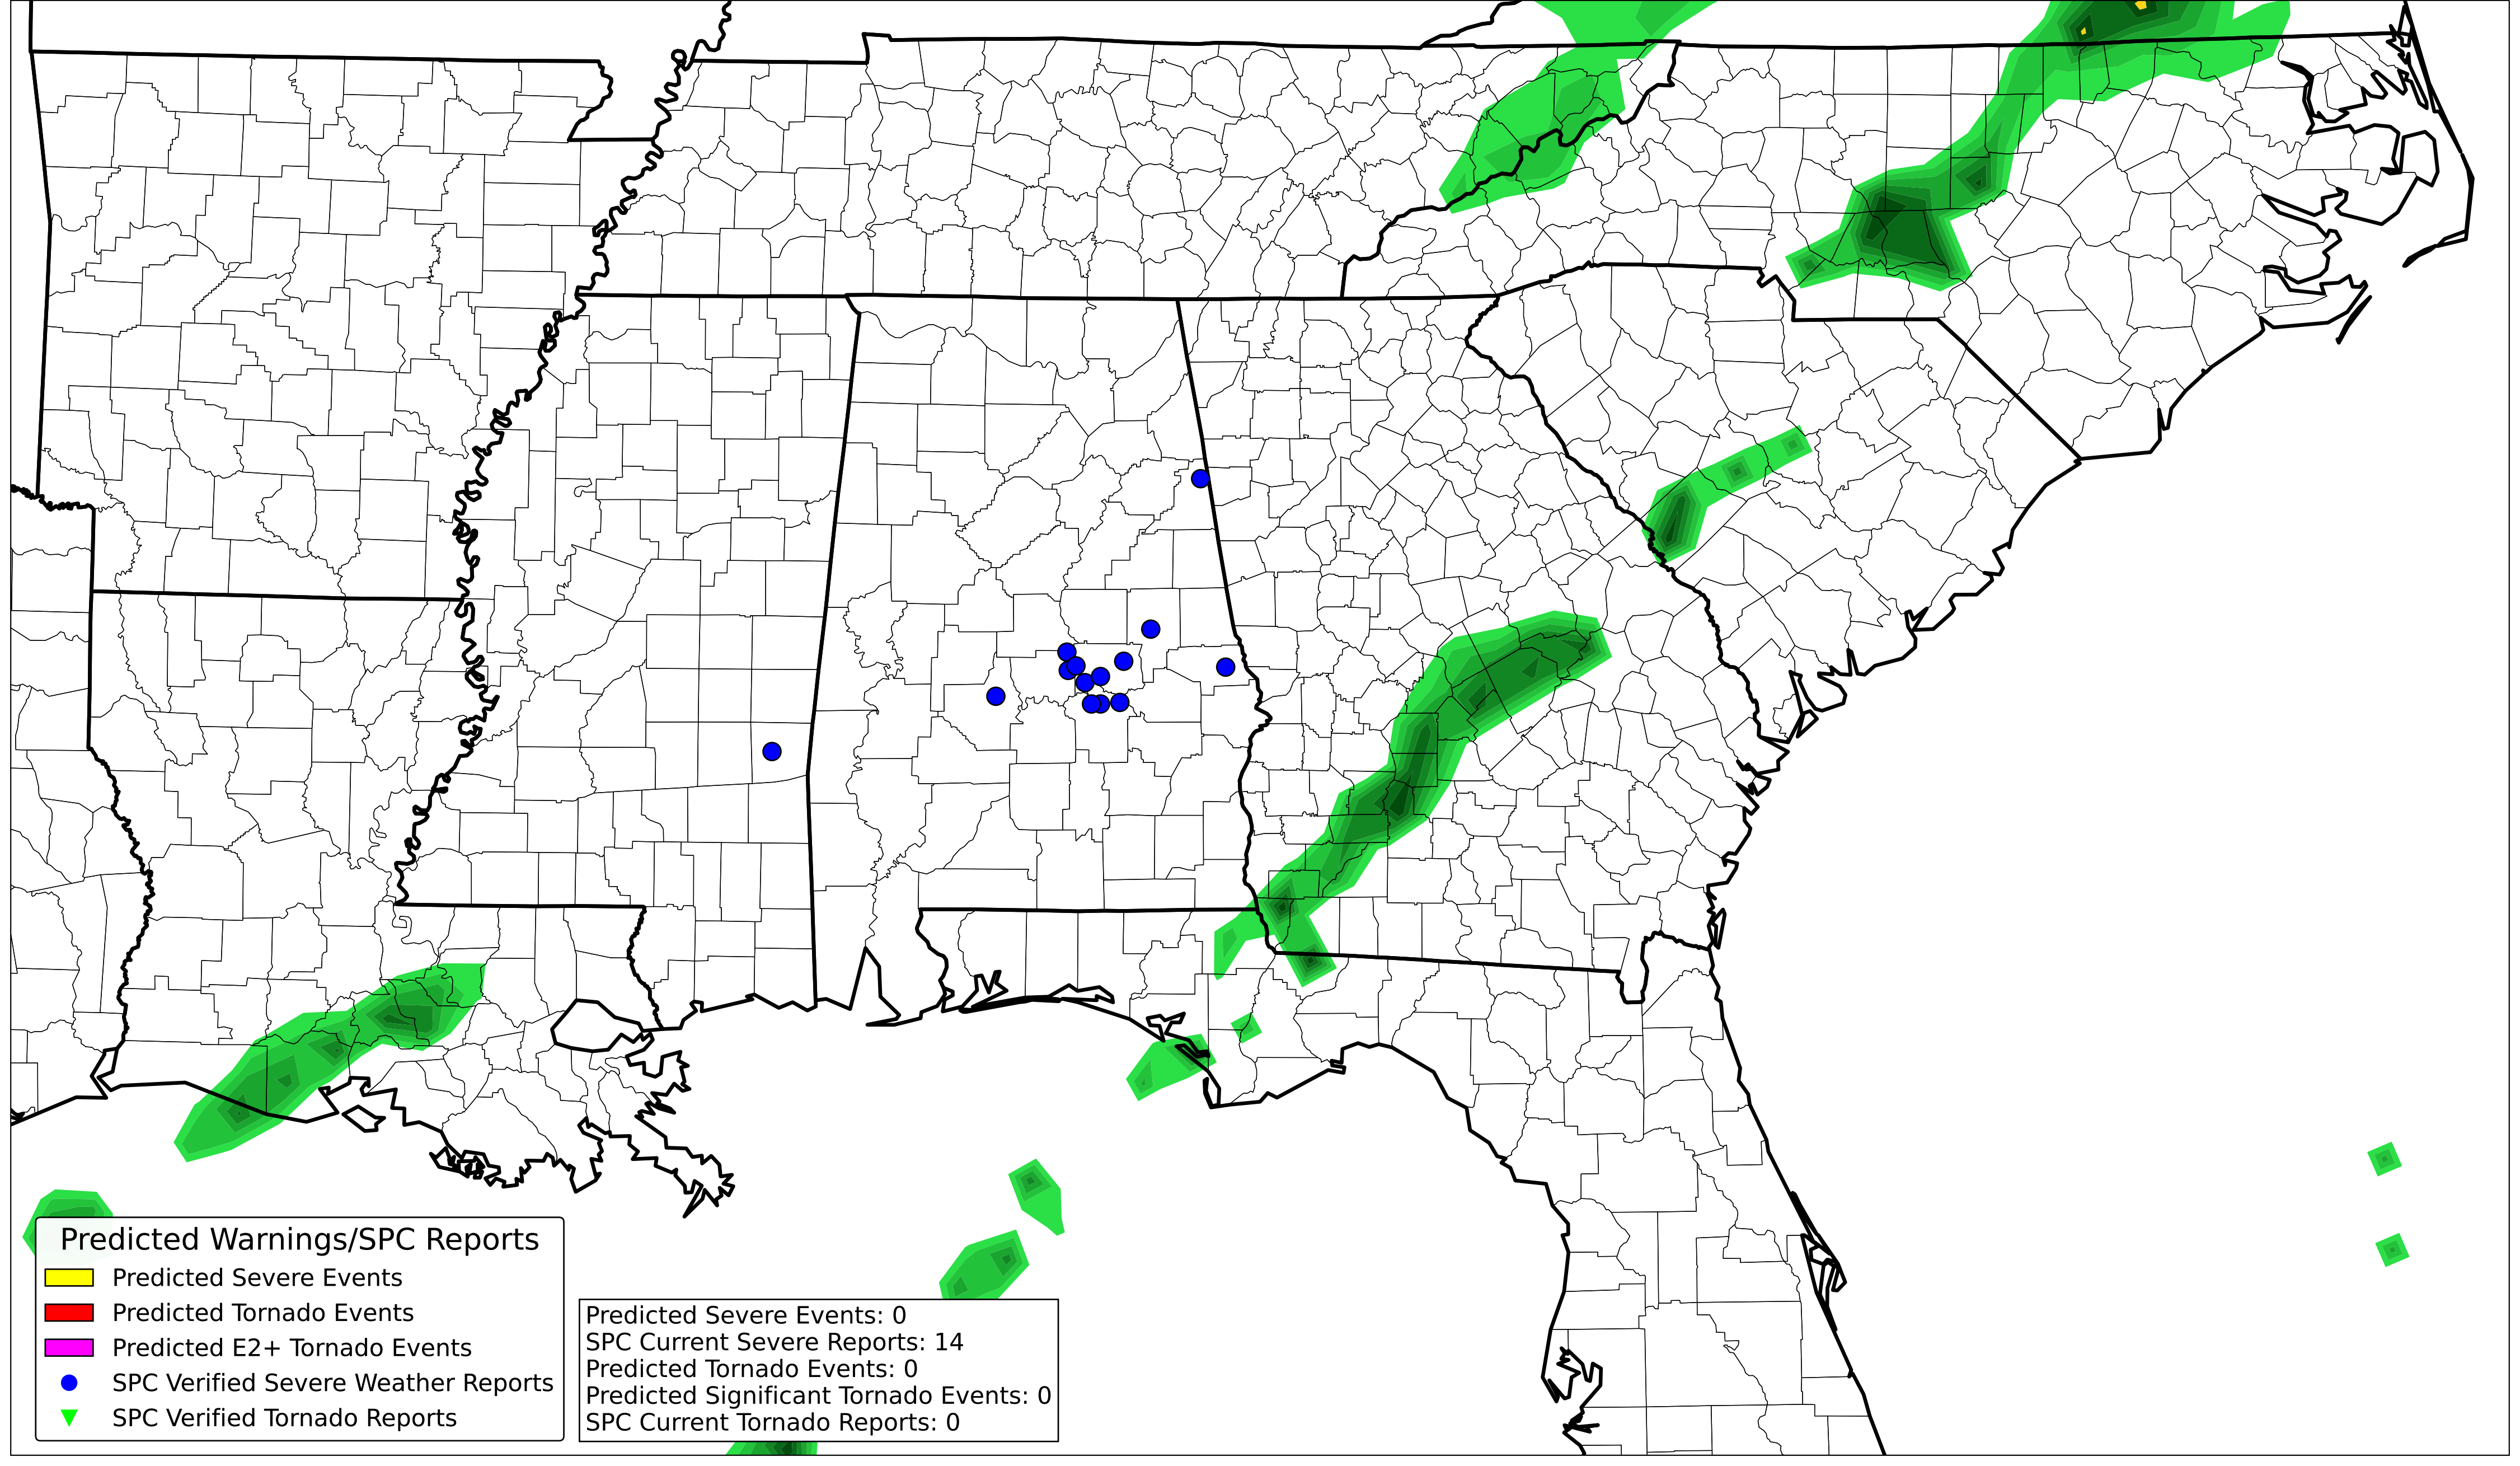 Predicted Warnings/SPC Reports
Predicted Severe Events
Predicted Tornado Events
Predicted E2+ Tornado Events
SPC Verified Severe Weather Reports
SPC Verified Tornado Reports
Predicted Severe Events: 0
SPC Current Severe Reports: 14
Predicted Tornado Events: 0
Predicted Significant Tornado Events: 0
SPC Current Tornado Reports: 0